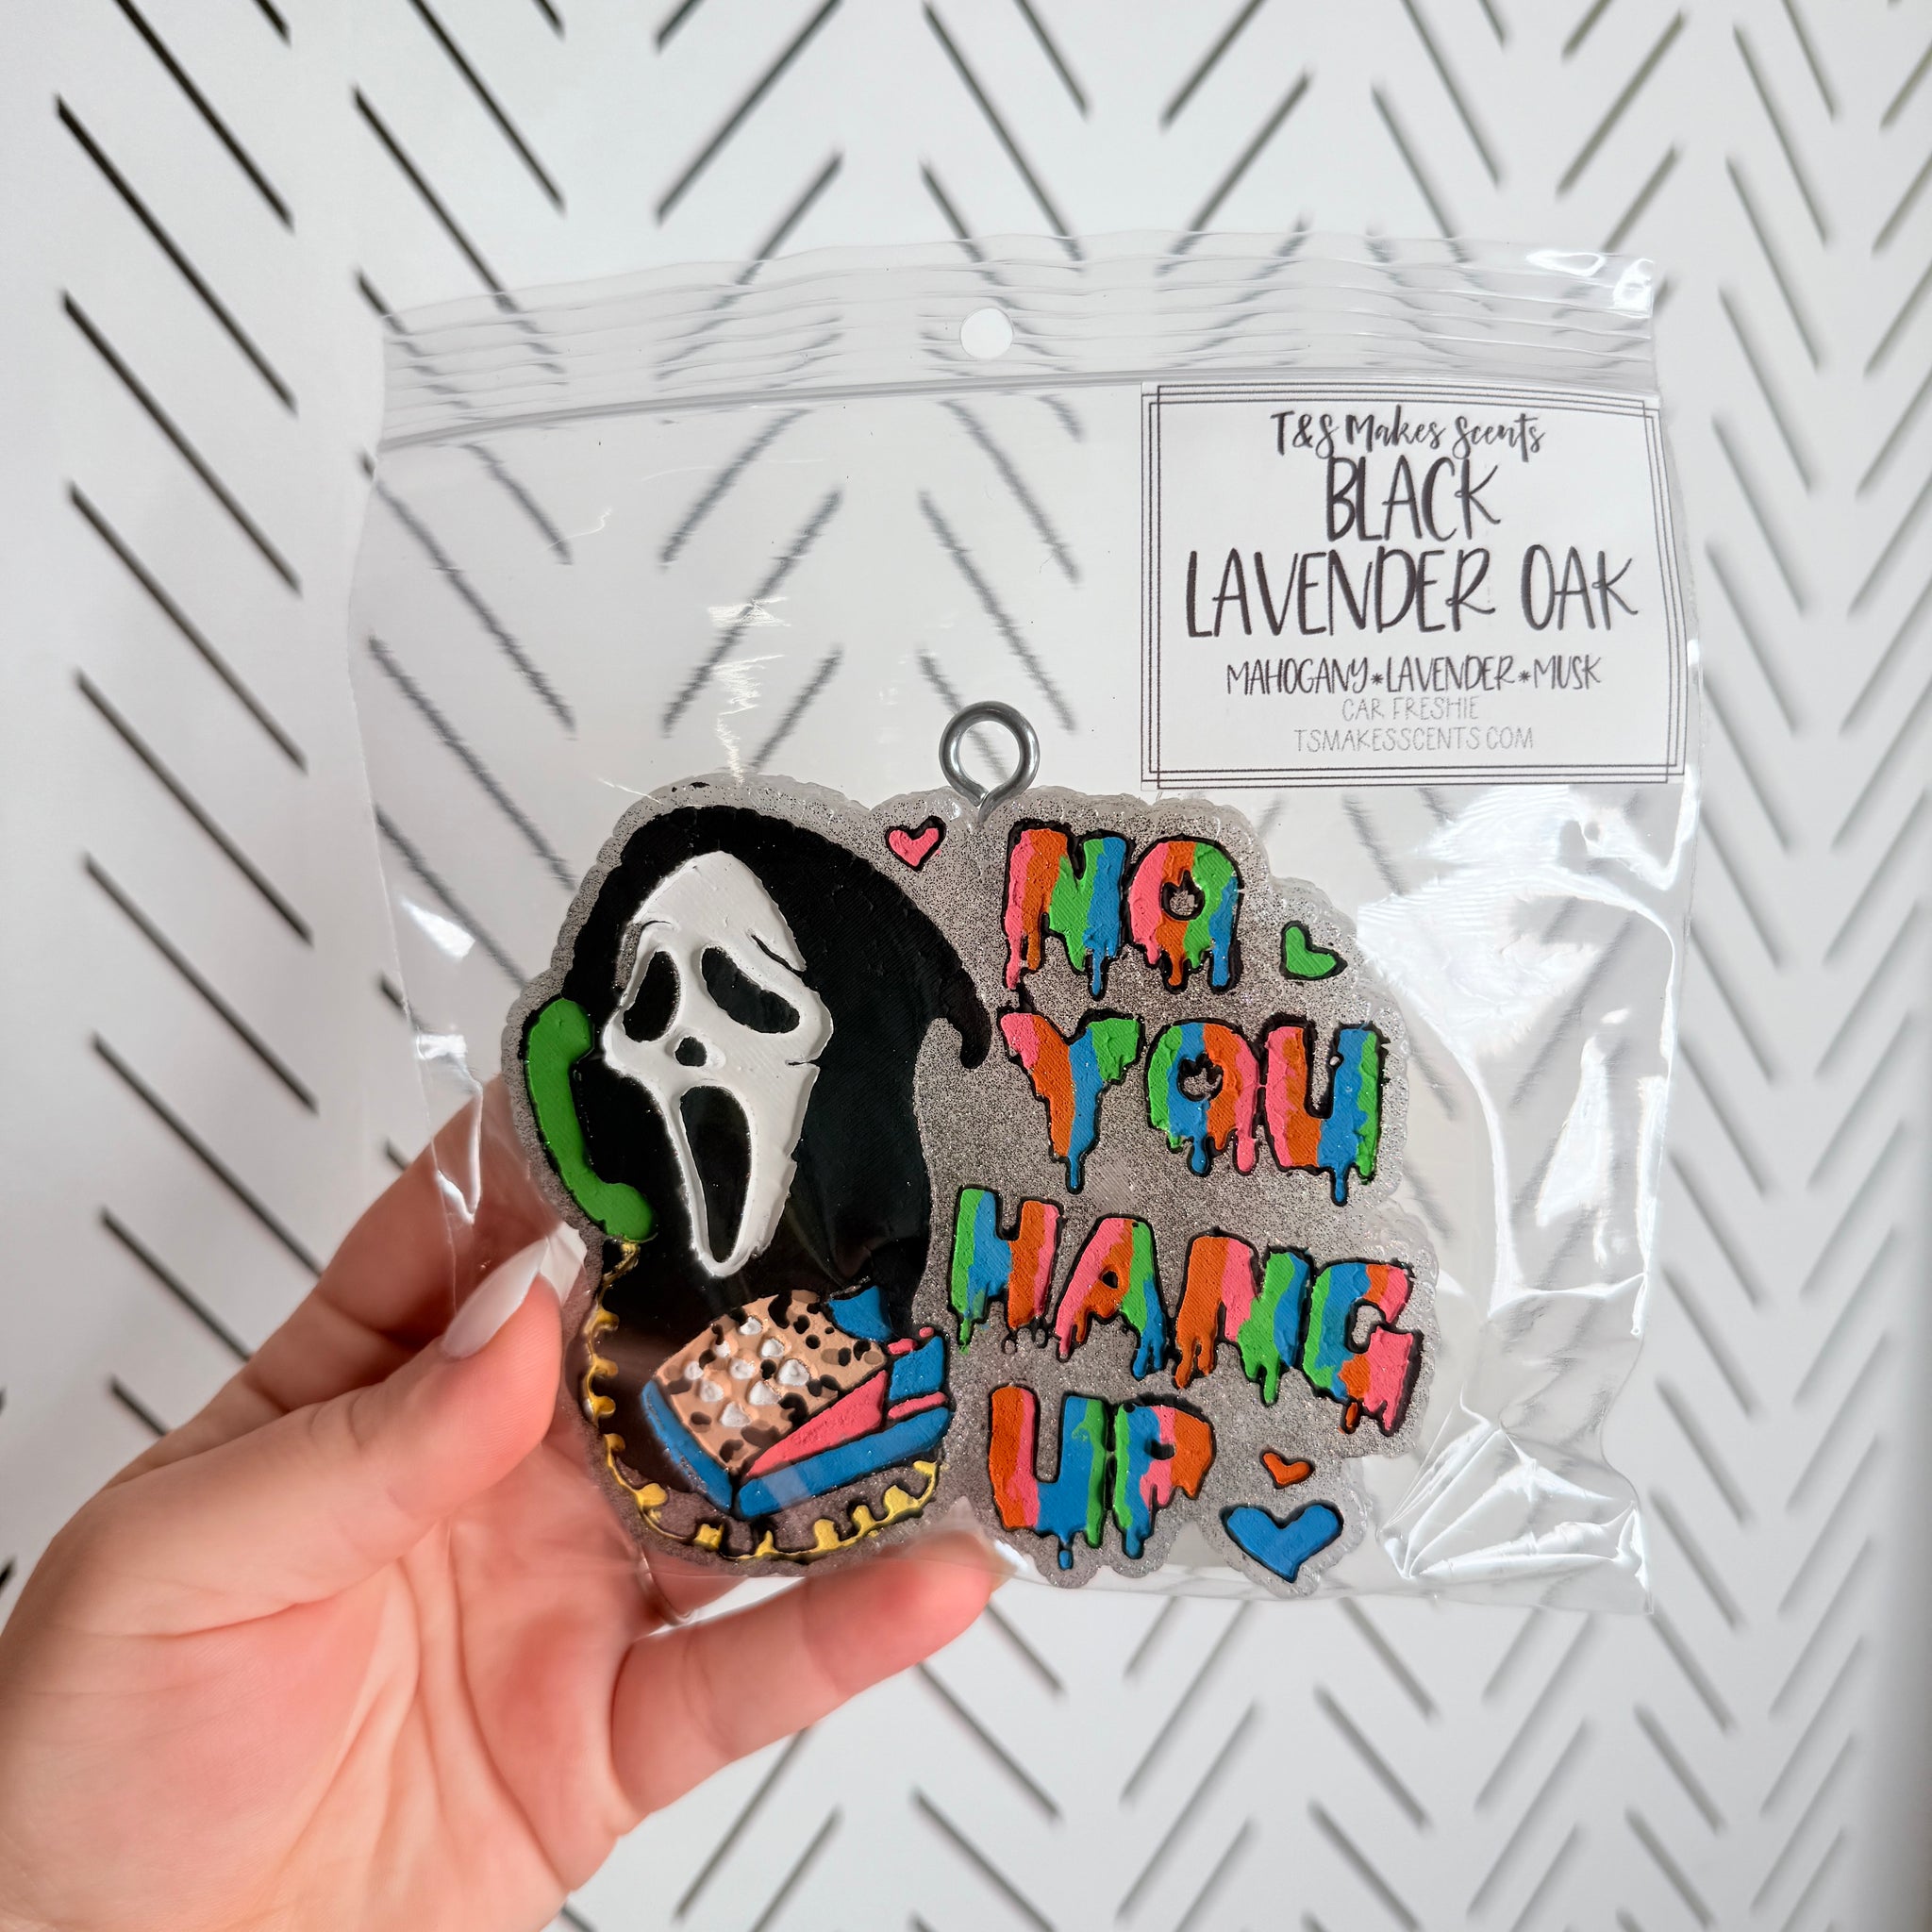 T&S Makes Scents
BLACK
LAVENDER OAK
MAHOGANY*LAVENDER*MUSK
CAR FRESHIE
TSMAKESSCENTS.COM
NO
YOU
HANG
UP